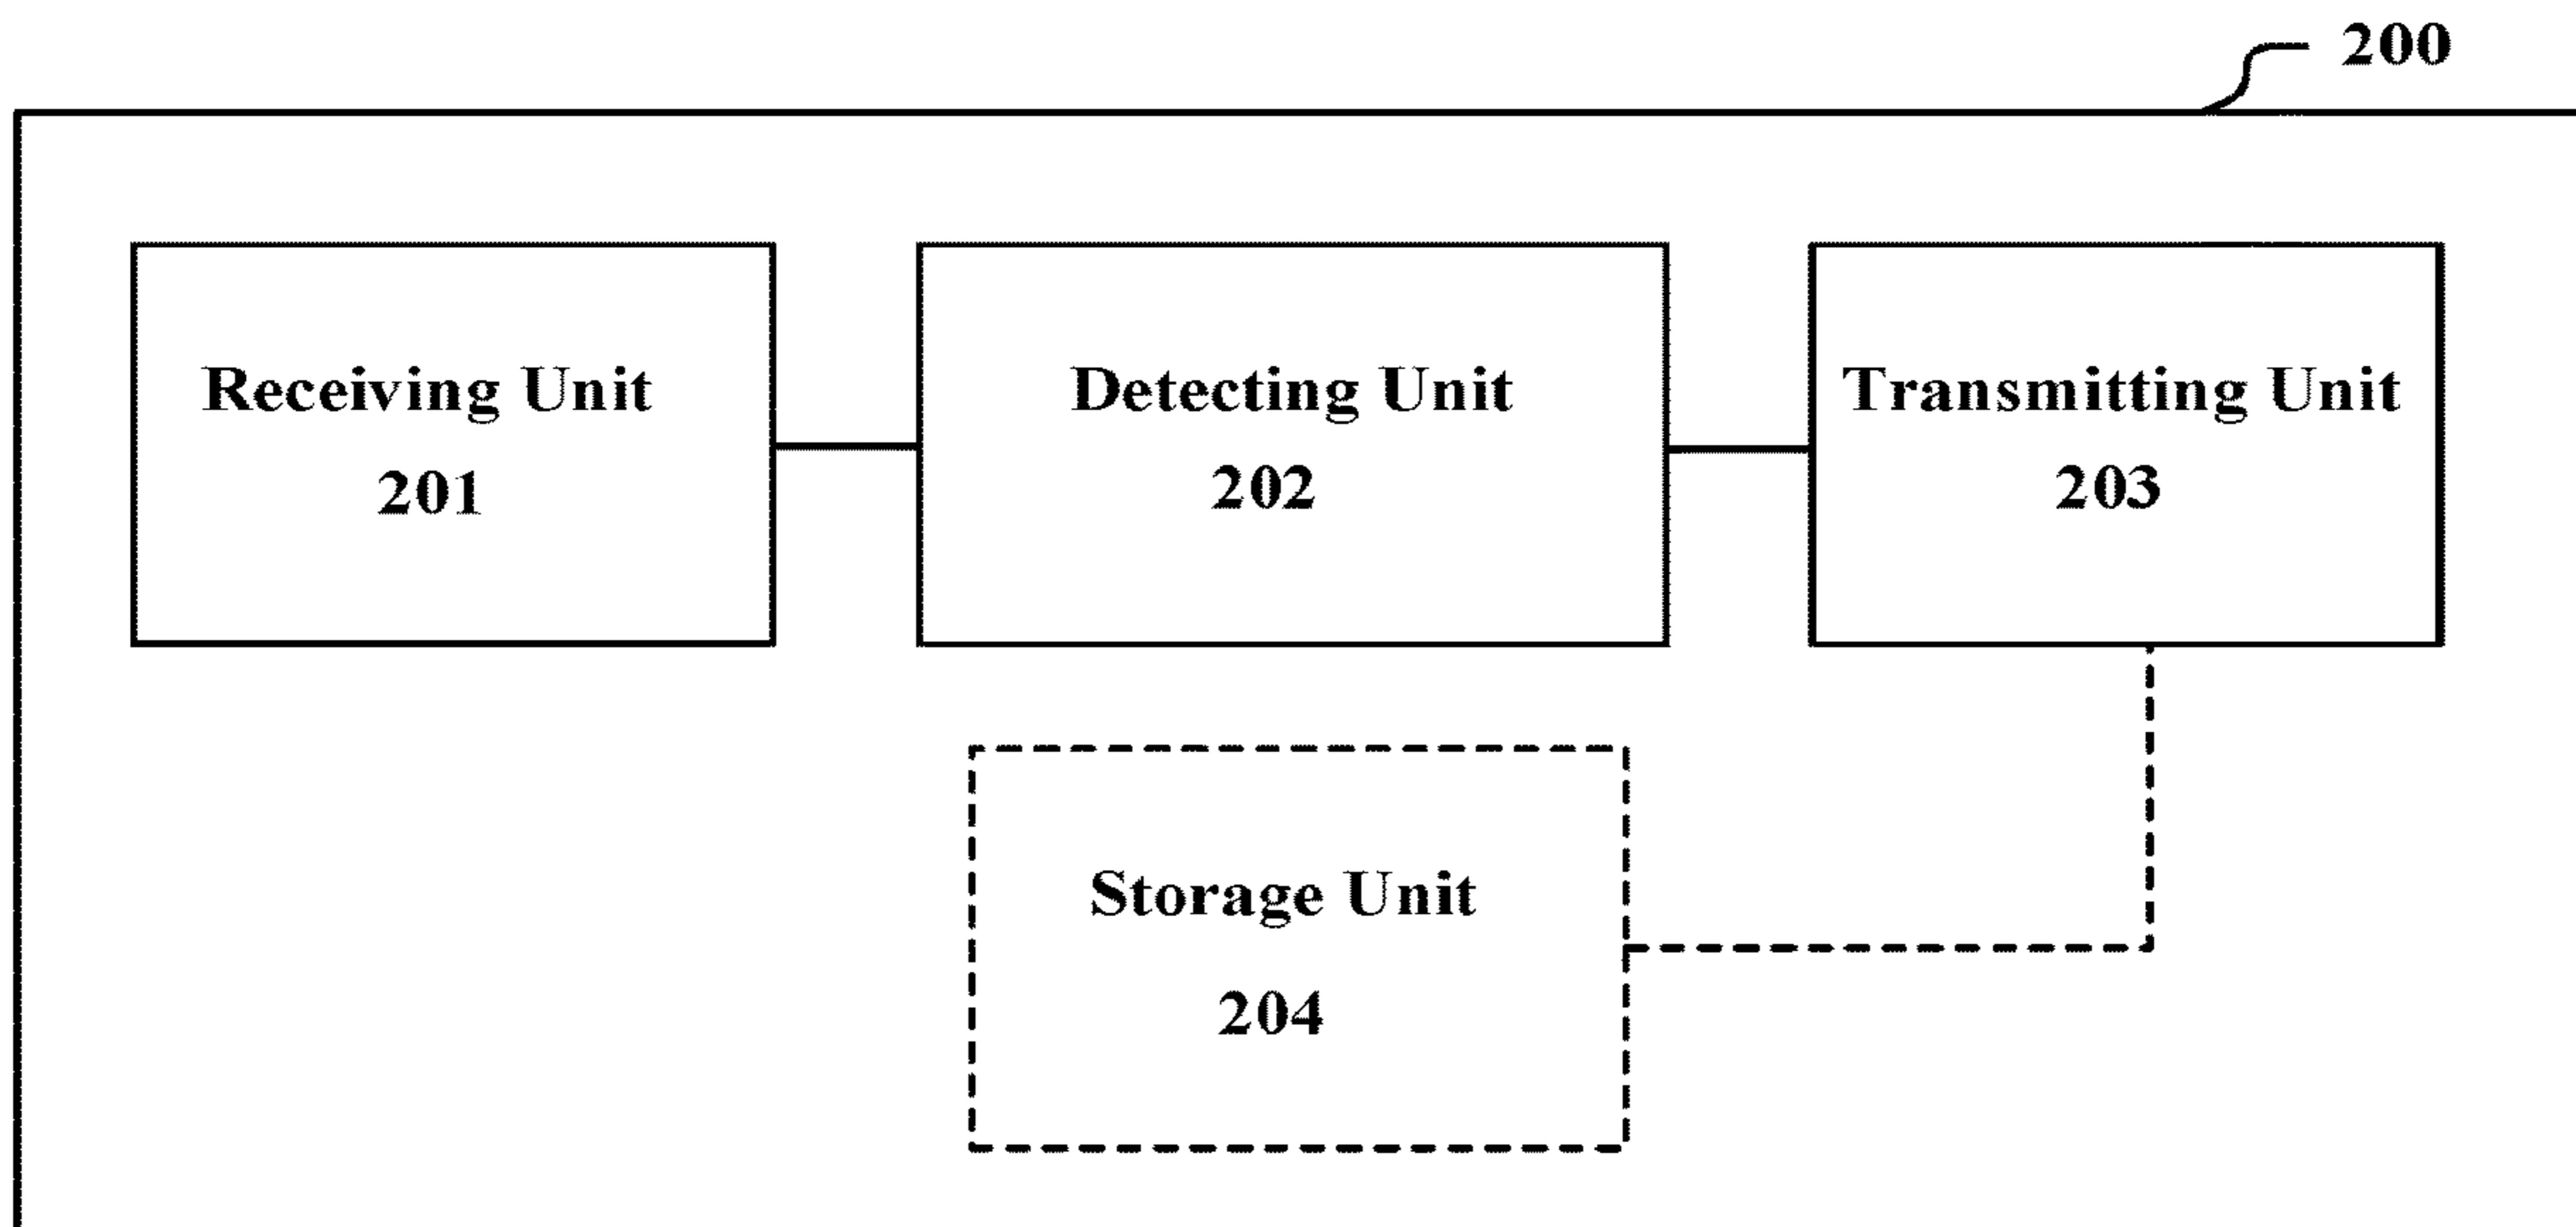 200
Receiving Unit
201
Detecting Unit
202
Transmitting Unit
203
Storage Unit
204